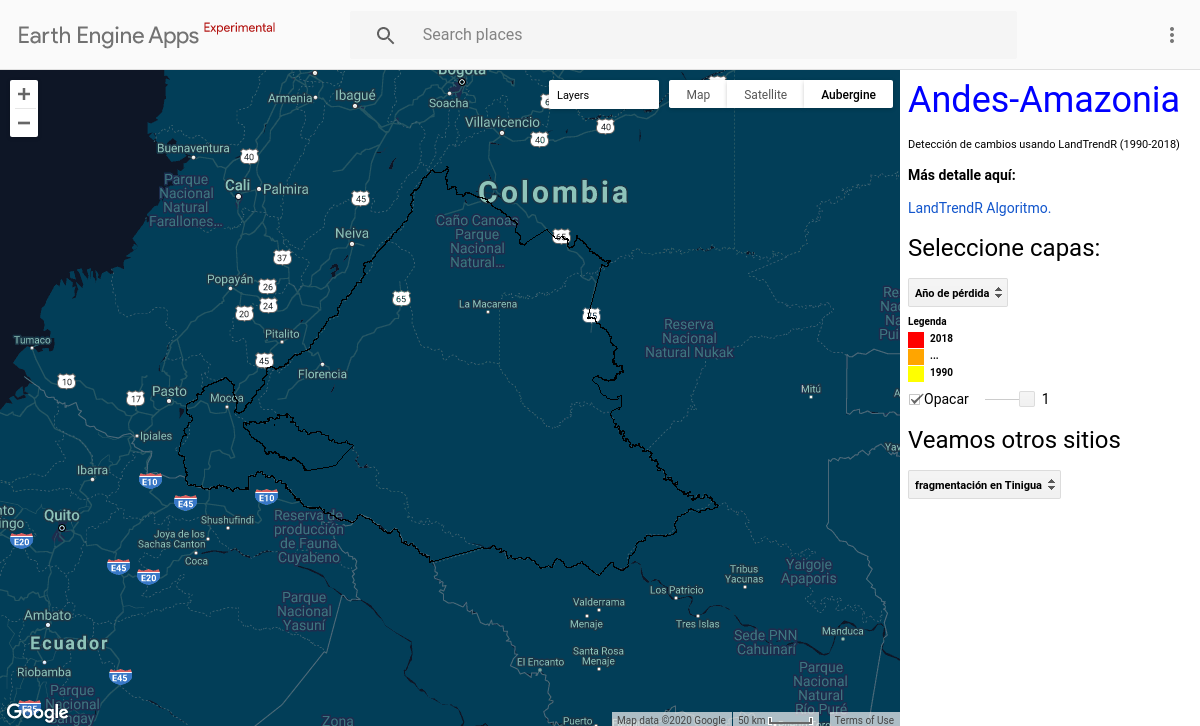 Earth Engine Apps Experimental
Search places
Bogotá
Layers
Map
Satellite
Aubergine
Armenia
Ibagué
Soacha
Villavicencio
40
40
Buenaventura
40
Cali
Palmira
Parque
Nacional
Natural
Farallones...
45
Colombia
Caño Canoas
Parque
Nacional
Natural...
Neiva
65
37
Popayán
26
24
20
65
La Macarena
65
Pitalito
Reserva
Nacional
Natural Nukak
Tumaco
45
Florencia
10
17
Pasto
Mocoa
Mitú
Ipiales
Ibarra
E10
E45
E10
Quito
Shushufindi
Joya de los
Sachas Canton
Coca
E20
E45
E20
Reserva de
producción
de Fauna
Cuyabeno
Parque
Nacional
Yasuní
Ambato
Ecuador
Riobamba
E45
Parque
Nacional
Tribus
Yacunas
Yaigoje
Apaporis
Los Patricio
Valderrama
Menaje
Tres Islas
Sede PNN
Cahuinarí
Manduca
Santa Rosa
Menaje
El Encanto
Parque
Nacional
Natural
Río Puré
Zona
Puerto
Google
Map data ©2020 Google
50 km
Terms of Use
Andes-Amazonia
Detección de cambios usando LandTrendR (1990-2018)
Más detalle aquí:
LandTrendR Algoritmo.
Seleccione capas:
Año de pérdida
Legenda
2018
...
1990
Opacar
1
Veamos otros sitios
fragmentación en Tinigua